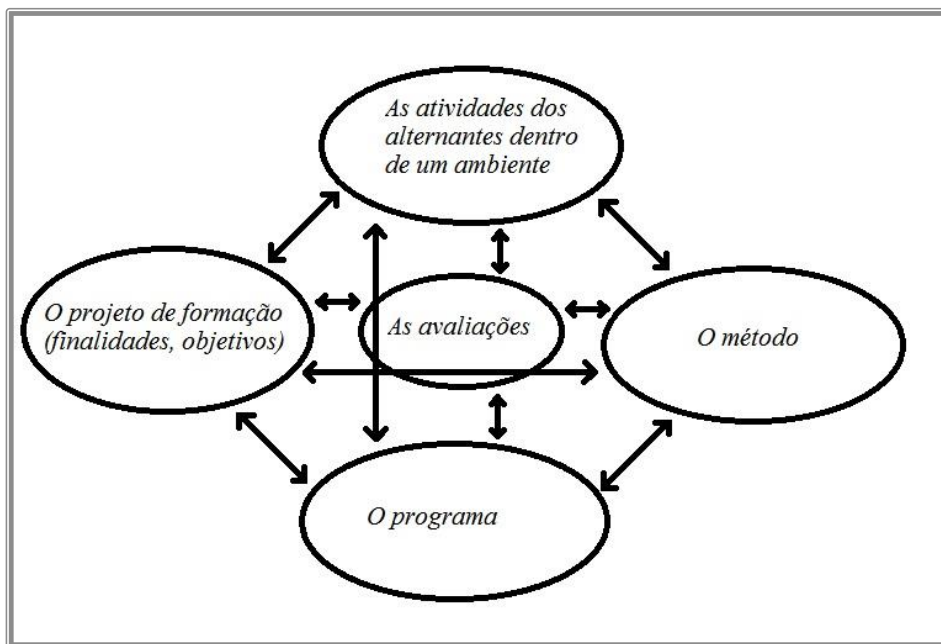 As atividades dos
alternantes dentro
de um ambiente
O projeto de formação
(finalidades, objetivos)
As avaliações
O método
O programa